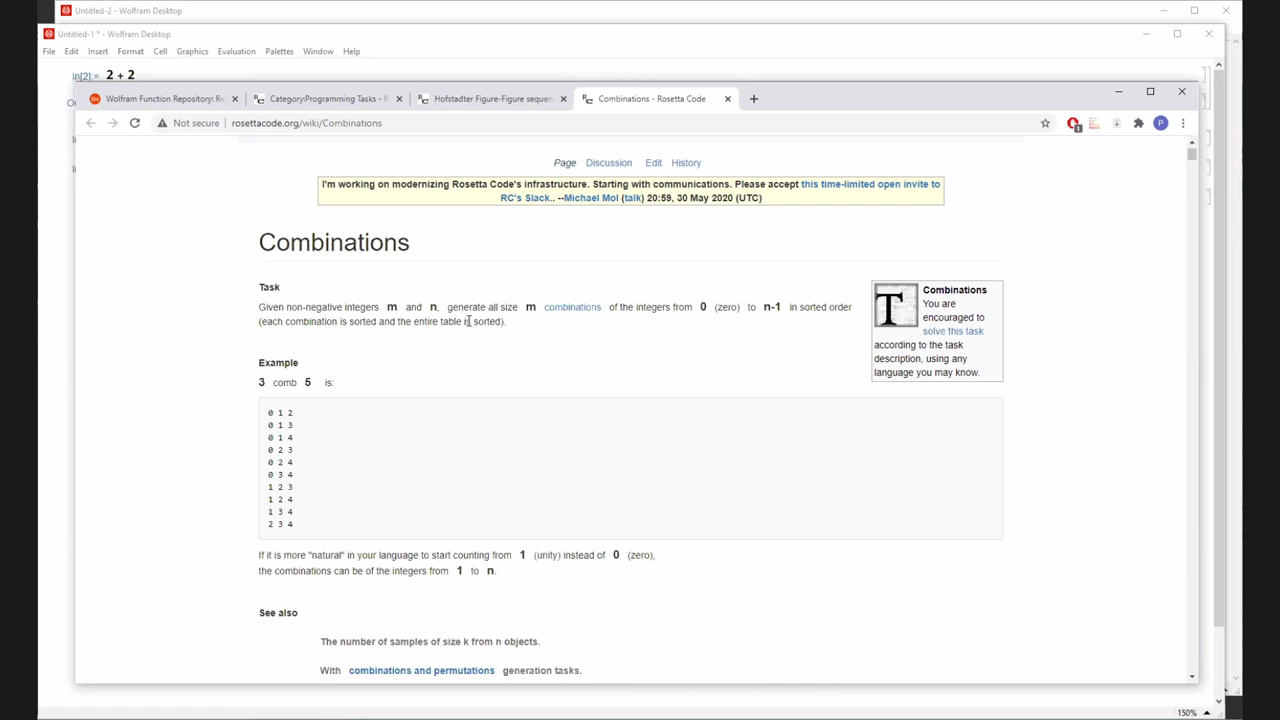 Untitled-2 - Wolfram Desktop
Untitled-1 * - Wolfram Desktop
File Edit Insert Format Cell Graphics Evaluation Palettes Window Help
In[2]:= 2 + 2
Wolfram Function Repository: R
Category:Programming Tasks - R
Hofstadter Figure-Figure sequen
Combinations - Rosetta Code
Not secure rosettacode.org/wiki/Combinations
Page Discussion Edit History
I'm working on modernizing Rosetta Code's infrastructure. Starting with communications. Please accept this time-limited open invite to
RC's Slack.. --Michael Mol (talk) 20:59, 30 May 2020 (UTC)
Combinations
Task
Given non-negative integers m and n, generate all size m combinations of the integers from 0 (zero) to n-1 in sorted order
(each combination is sorted and the entire table is sorted).
Combinations
You are
encouraged to
solve this task
according to the task
description, using any
language you may know.
Example
3 comb 5 is:
0 1 2
0 1 3
0 1 4
0 2 3
0 2 4
0 3 4
1 2 3
1 2 4
1 3 4
2 3 4
If it is more "natural" in your language to start counting from 1 (unity) instead of 0 (zero),
the combinations can be of the integers from 1 to n.
See also
The number of samples of size k from n objects.
With combinations and permutations generation tasks.
150%